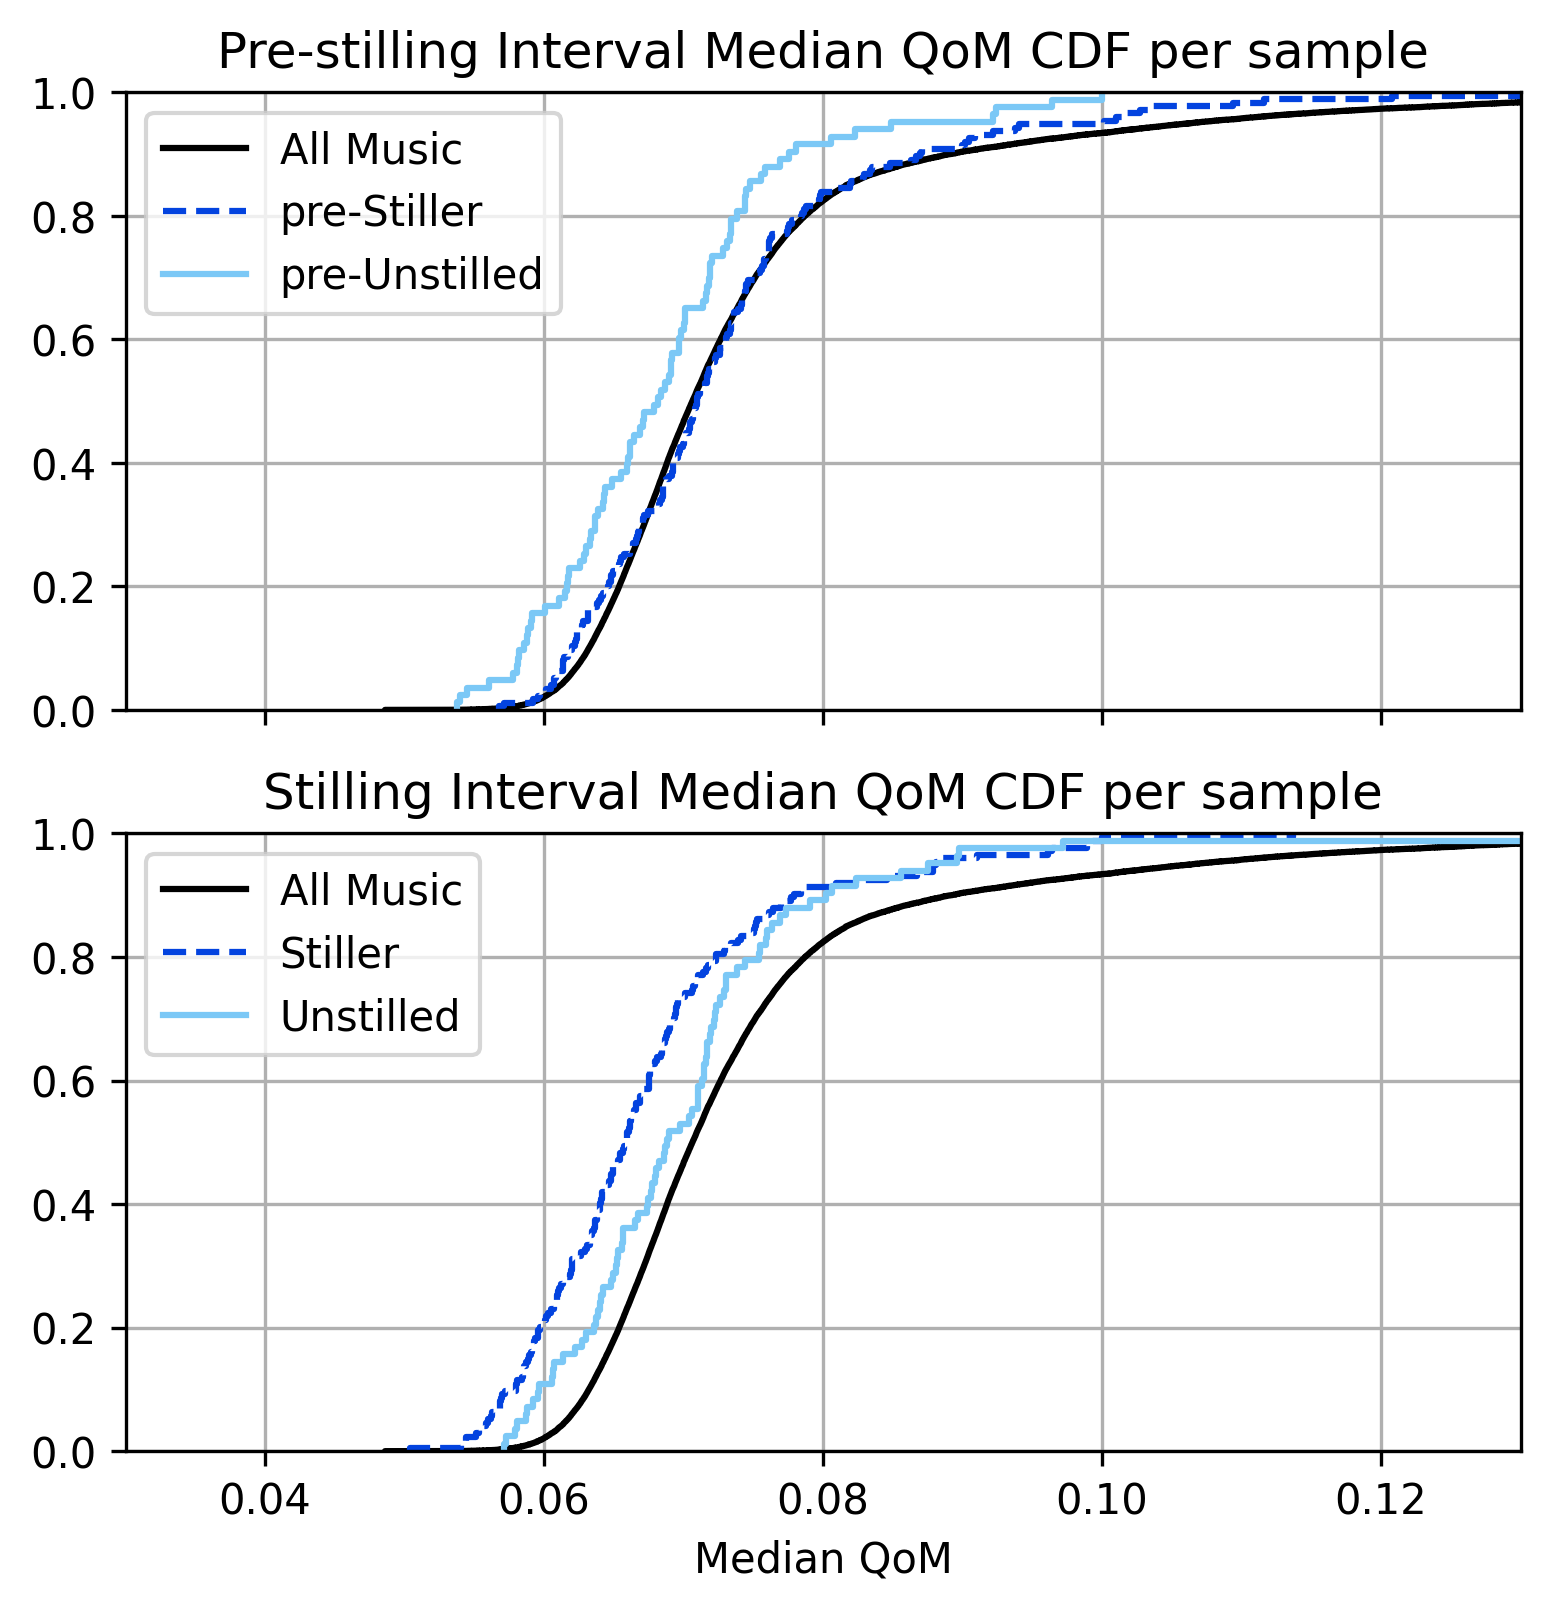 Pre-stilling Interval Median QoM CDF per sample
1.0
0.8
0.6
0.4
0.2
0.0
All Music
pre-Stiller
pre-Unstilled
Stilling Interval Median QoM CDF per sample
1.0
0.8
0.6
0.4
0.2
0.0
All Music
Stiller
Unstilled
0.04 0.06 0.08 0.10 0.12
Median QoM